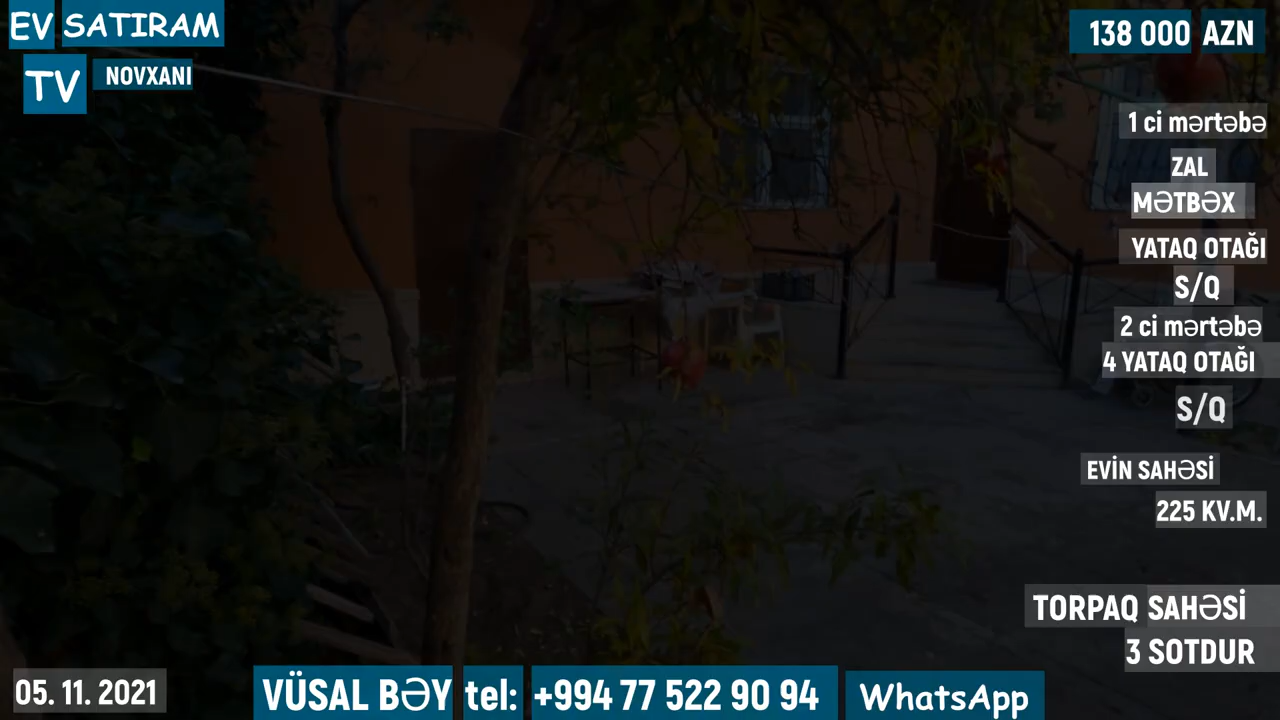 EV SATIRAM
TV NOVXANI
138 000 AZN
1 ci mərtəbə
ZAL
MƏTBƏX
YATAQ OTAĞI
S/Q
2 ci mərtəbə
4 YATAQ OTAĞI
S/Q
EVİN SAHƏSİ
225 KV.M.
TORPAQ SAHƏSİ
3 SOTDUR
05. 11. 2021
VÜSAL BƏY tel: +994 77 522 90 94 WhatsApp